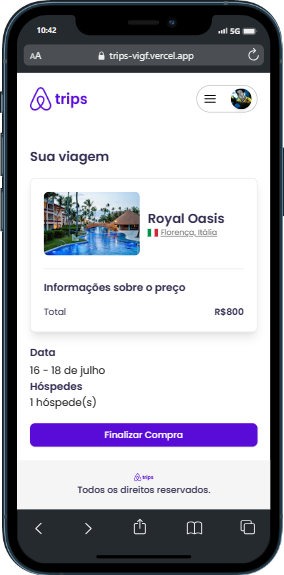 10:42
5G
AA
trips-vigf.vercel.app
trips
Sua viagem
Royal Oasis
Florença, Itália
Informações sobre o preço
Total R$800
Data
16 - 18 de julho
Hóspedes
1 hóspede(s)
Finalizar Compra
trips
Todos os direitos reservados.